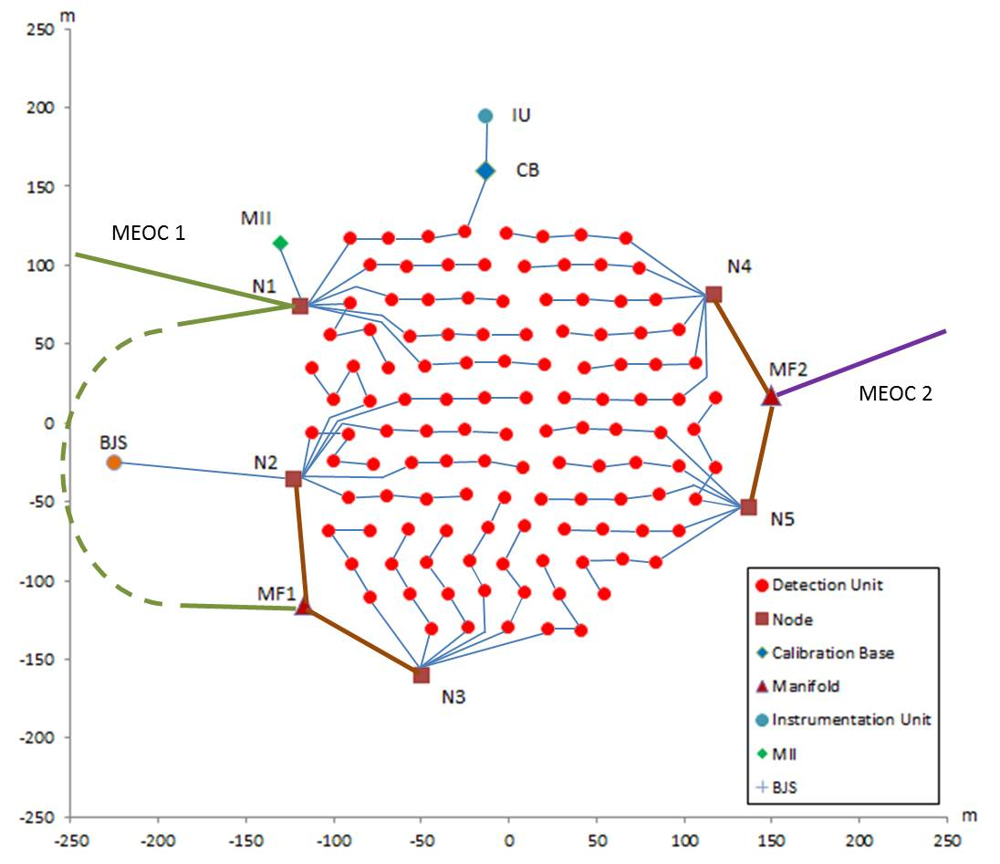 m
250
200
150
100
50
0
-50
-100
-150
-200
-250
-250
-200
-150
-100
-50
0
50
100
150
200
250
m
IU
CB
MII
MEOC 1
N1
N4
MF2
MEOC 2
BJS
N2
N5
MF1
N3
Detection Unit
Node
Calibration Base
Manifold
Instrumentation Unit
MII
BJS